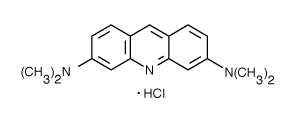 (CH₃)₂N N N(CH₃)₂
· HCl